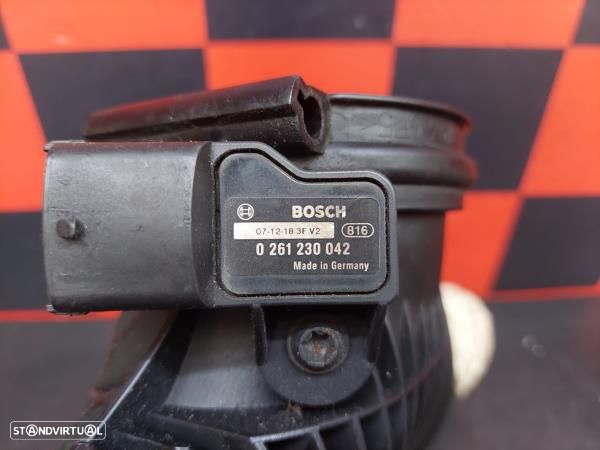 BOSCH
07-12-18 3F V2
816
0 261 230 042
Made in Germany
STANDVIRTUAL